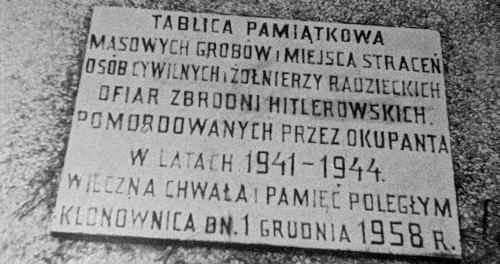 TABLICA PAMIĄTKOWA
MASOWYCH GROBÓW I MIEJSCA STRACEŃ
OSÓB CYWILNYCH I ŻOŁNIERZY RADZIECKICH
OFIAR ZBRODNI HITLEROWSKICH.
POMORDOWANYCH PRZEZ OKUPANTA
W LATACH 1941-1944.
WIECZNA CHWAŁA I PAMIĘĆ POLEGŁYM
KLONOWNICA DN. 1 GRUDNIA 1958 R.